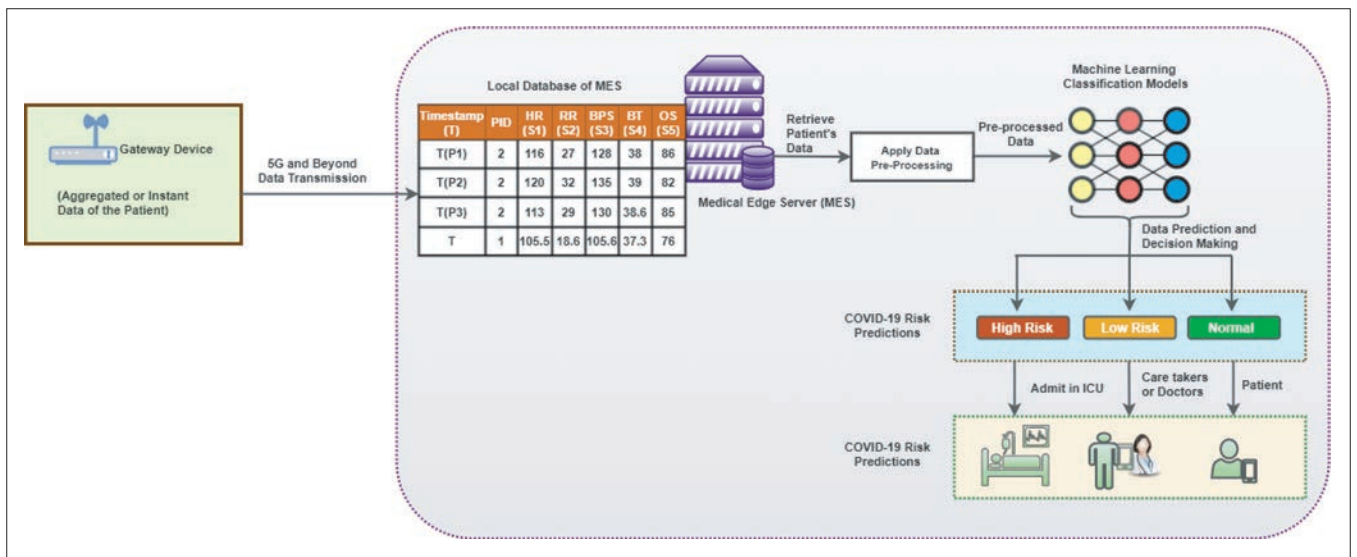 Gateway Device
(Aggregated or Instant
Data of the Patient)
5G and Beyond
Data Transmission
Local Database of MES
Timestamp (T) PID HR (S1) RR (S2) BPS (S3) BT (S4) OS (S5)
T(P1) 2 116 27 128 38 86
T(P2) 2 120 32 135 39 82
T(P3) 2 113 29 130 38.6 85
T 1 105.5 18.6 105.6 37.3 76
Medical Edge Server (MES)
Retrieve
Patient's
Data
Apply Data
Pre-Processing
Pre-processed
Data
Machine Learning
Classification Models
Data Prediction and
Decision Making
COVID-19 Risk
Predictions
High Risk
Low Risk
Normal
Admit in ICU
Care takers
or Doctors
Patient
COVID-19 Risk
Predictions